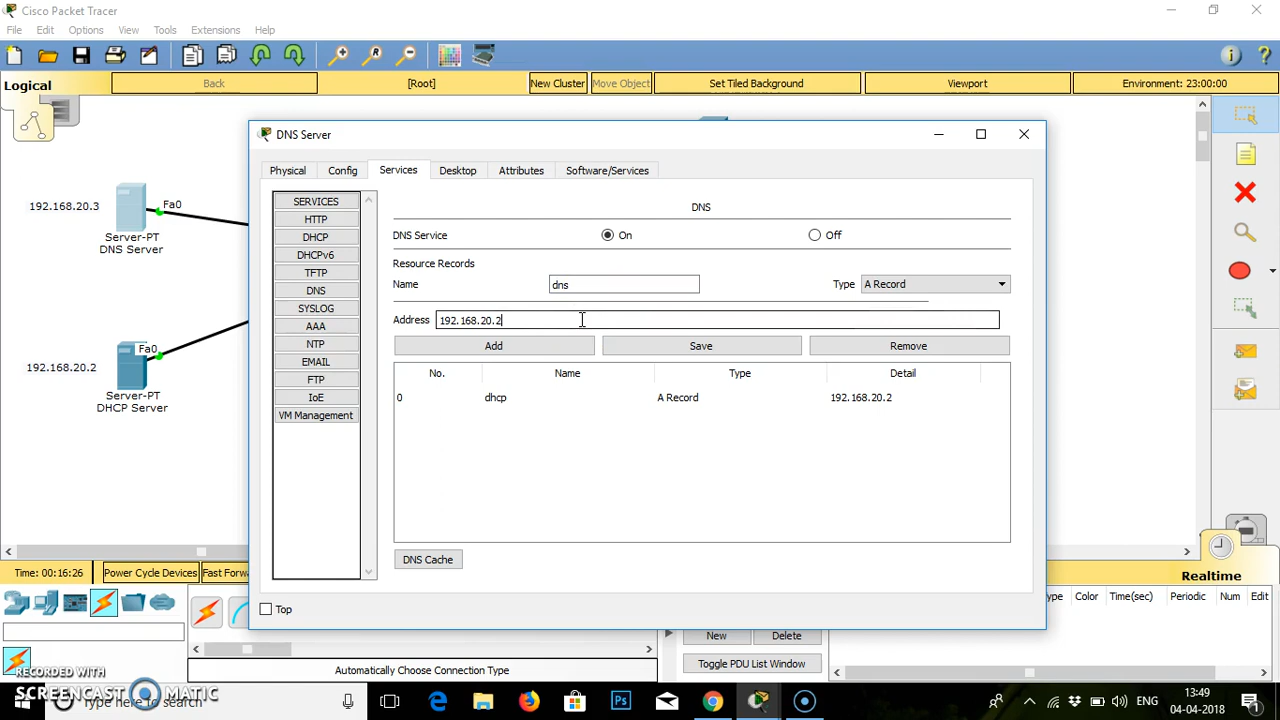 Cisco Packet Tracer
File Edit Options View Tools Extensions Help
Logical
Back
[Root]
New Cluster
Move Object
Set Tiled Background
Viewport
Environment: 23:00:00
192.168.20.3
Fa0
Server-PT
DNS Server
192.168.20.2
Fa0
Server-PT
DHCP Server
DNS Server
Physical Config Services Desktop Attributes Software/Services
SERVICES
HTTP
DHCP
DHCPv6
TFTP
DNS
SYSLOG
AAA
NTP
EMAIL
FTP
IoE
VM Management
DNS
DNS Service On Off
Resource Records
Name dns Type A Record
Address 192.168.20.2
Add Save Remove
No. Name Type Detail
0 dhcp A Record 192.168.20.2
DNS Cache
Top
Time: 00:16:26 Power Cycle Devices Fast Forw
Realtime
Color Time(sec) Periodic Num Edit
New Delete
Toggle PDU List Window
Automatically Choose Connection Type
RECORDED WITH
SCREENCAST MATIC
Type here to search
ENG
13:49
04-04-2018